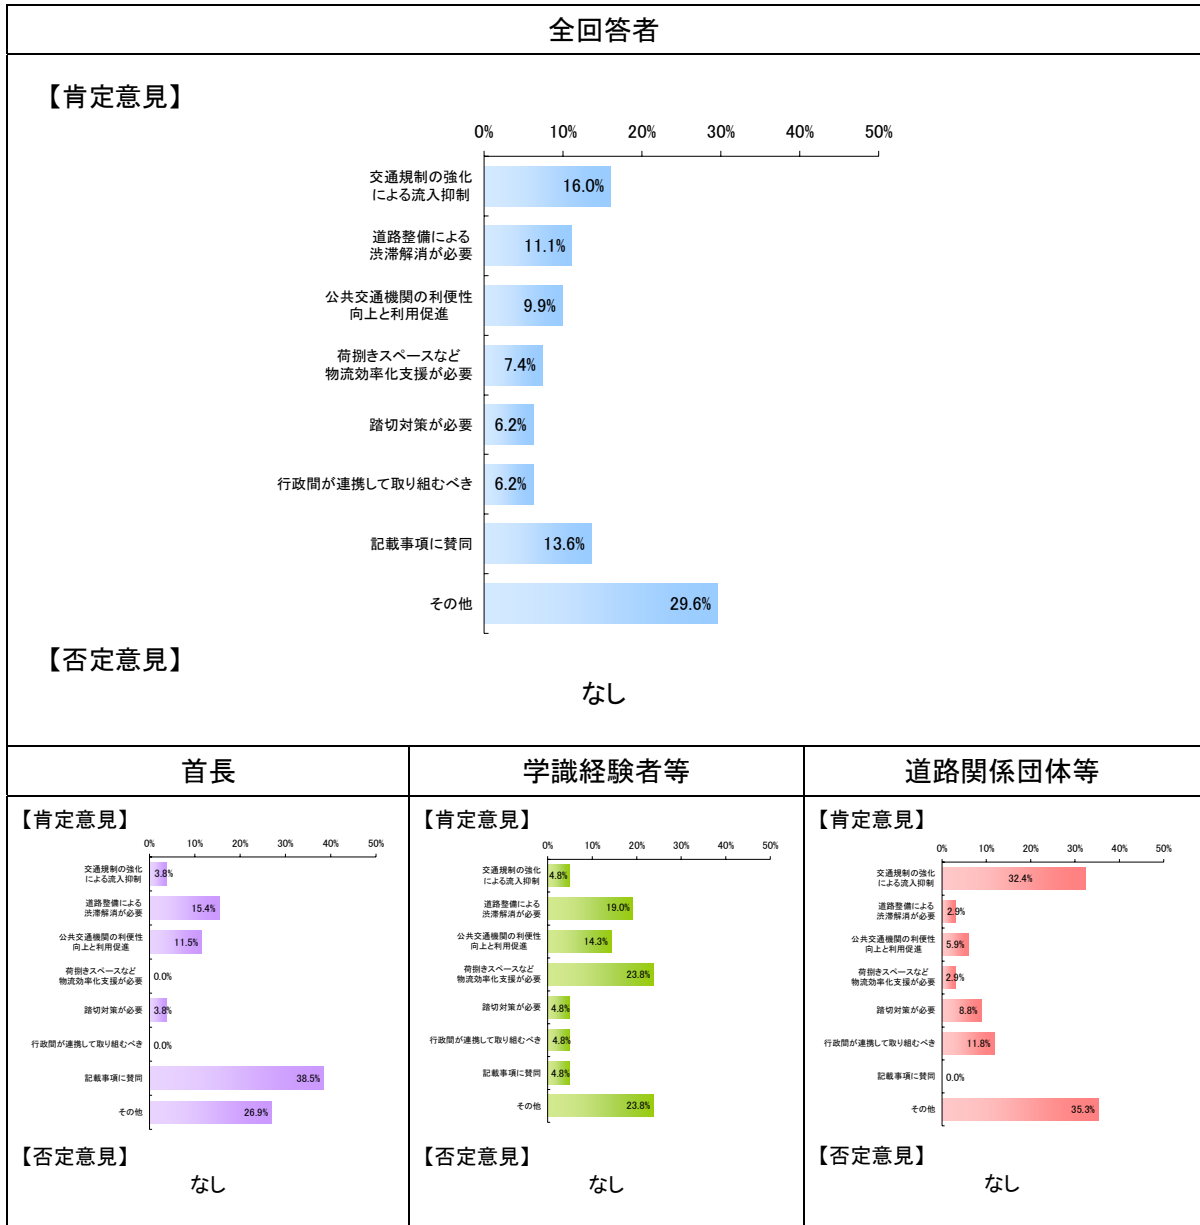 全回答者
【肯定意見】
0% 10% 20% 30% 40% 50%
交通規制の強化
による流入抑制
16.0%
道路整備による
渋滞解消が必要
11.1%
公共交通機関の利便性
向上と利用促進
9.9%
荷捌きスペースなど
物流効率化支援が必要
7.4%
踏切対策が必要
6.2%
行政間が連携して取り組むべき
6.2%
記載事項に賛同
13.6%
その他
29.6%
【否定意見】
なし
首長
【肯定意見】
0% 10% 20% 30% 40% 50%
交通規制の強化
による流入抑制
3.8%
道路整備による
渋滞解消が必要
15.4%
公共交通機関の利便性
向上と利用促進
11.5%
荷捌きスペースなど
物流効率化支援が必要
0.0%
踏切対策が必要
3.8%
行政間が連携して取り組むべき
0.0%
記載事項に賛同
38.5%
その他
26.9%
【否定意見】
なし
学識経験者等
【肯定意見】
0% 10% 20% 30% 40% 50%
交通規制の強化
による流入抑制
4.8%
道路整備による
渋滞解消が必要
19.0%
公共交通機関の利便性
向上と利用促進
14.3%
荷捌きスペースなど
物流効率化支援が必要
23.8%
踏切対策が必要
4.8%
行政間が連携して取り組むべき
4.8%
記載事項に賛同
4.8%
その他
23.8%
【否定意見】
なし
道路関係団体等
【肯定意見】
0% 10% 20% 30% 40% 50%
交通規制の強化
による流入抑制
32.4%
道路整備による
渋滞解消が必要
2.9%
公共交通機関の利便性
向上と利用促進
5.9%
荷捌きスペースなど
物流効率化支援が必要
2.9%
踏切対策が必要
8.8%
行政間が連携して取り組むべき
11.8%
記載事項に賛同
0.0%
その他
35.3%
【否定意見】
なし